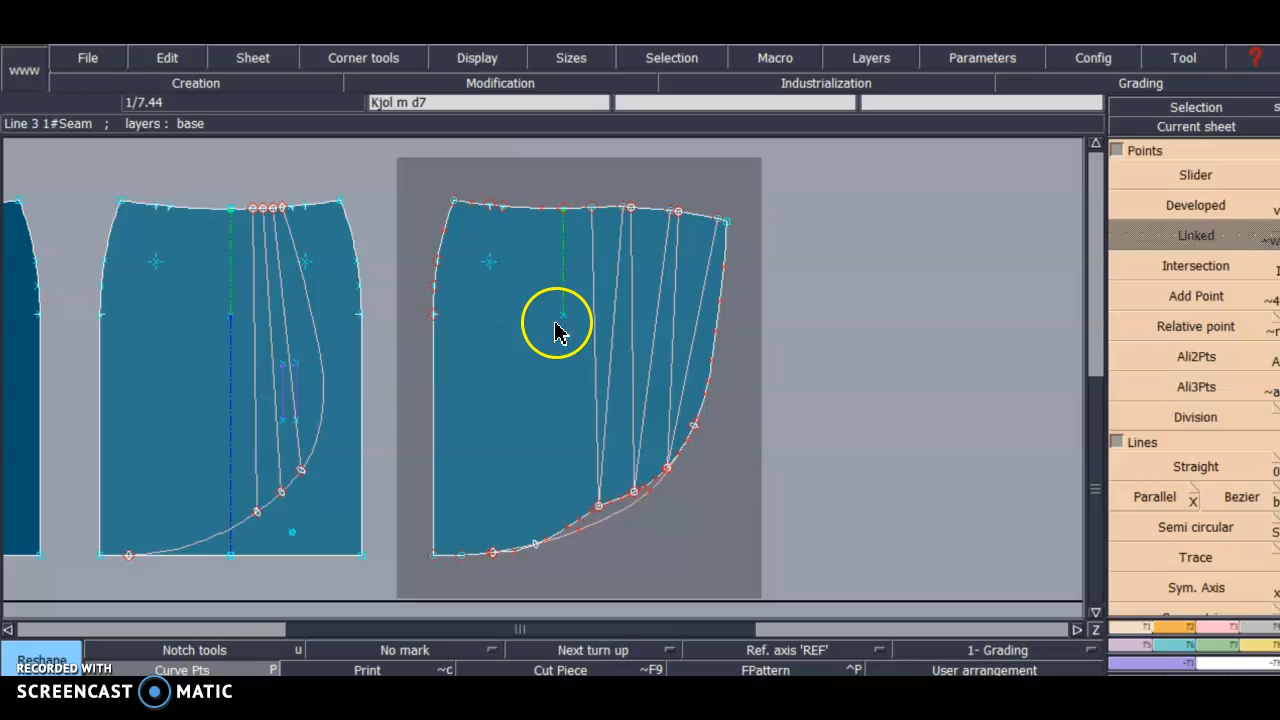 www File Edit Sheet Corner tools Display Sizes Selection Macro Layers Parameters Config Tool ?
Creation Modification Industrialization Grading
1/7.44 Kjol m d7
Line 3 1#Seam ; layers : base
Selection
Current sheet
Points
Slider
Developed
Linked
Intersection
Add Point
Relative point
Ali2Pts
Ali3Pts
Division
Lines
Straight
Parallel X Bezier
Semi circular
Trace
Sym. Axis
Z
Reshape Notch tools u No mark Next turn up Ref. axis 'REF' 1- Grading
Curve Pts P Print ~c Cut Piece ~F9 FPattern ^P User arrangement
RECORDED WITH
SCREENCAST MATIC